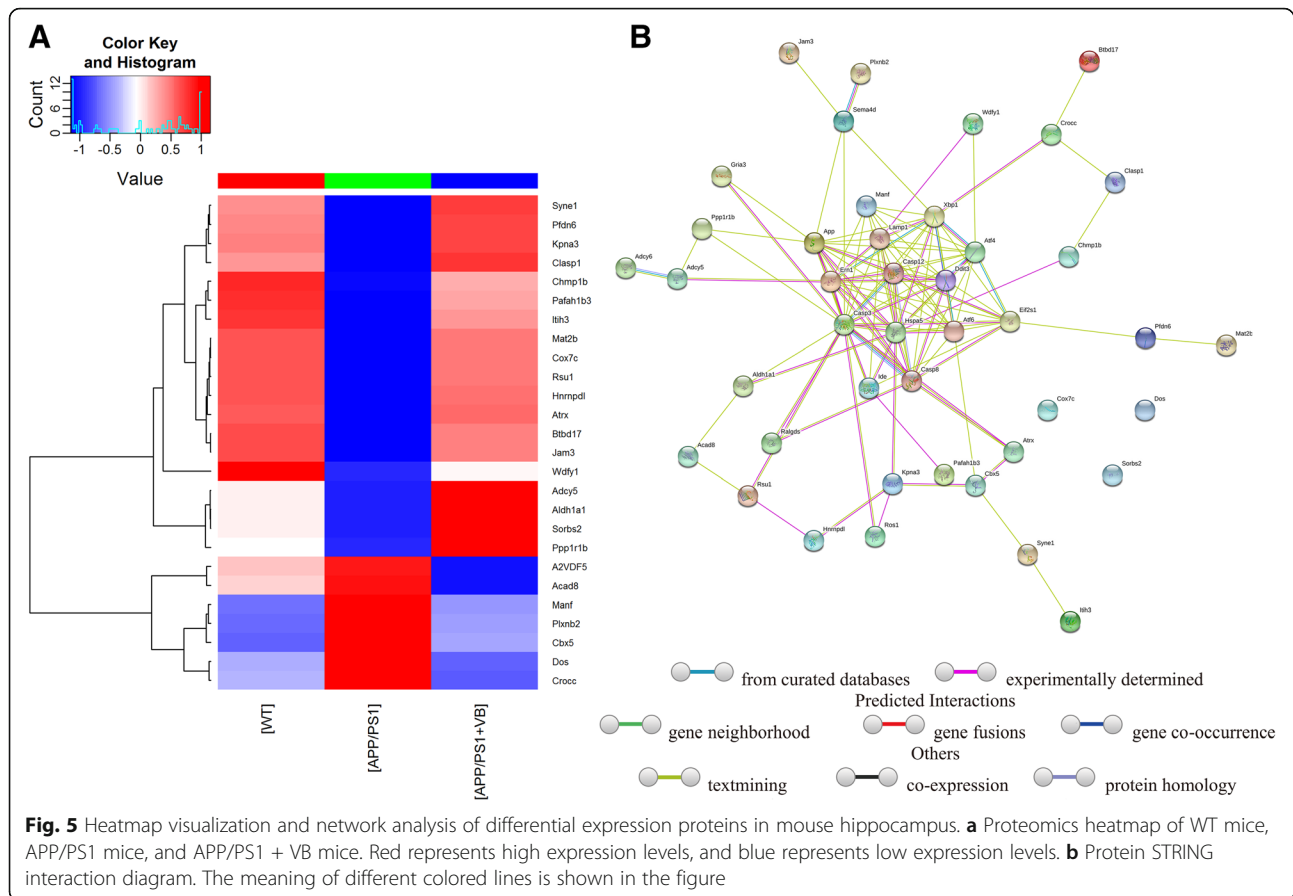 A
Color Key
and Histogram
Count
0 3 6 9 12
-1 -0.5 0 0.5 1
Value
Syne1
Pfdn6
Kpna3
Clasp1
Chmp1b
Pafah1b3
Itih3
Mat2b
Cox7c
Rsu1
Hnrnpdl
Atrx
Btbd17
Jam3
Wdfy1
Adcy5
Aldh1a1
Sorbs2
Ppp1r1b
A2VDF5
Acad8
Manf
Plxnb2
Cbx5
Dos
Crocc
[WT]
[APP/PS1]
[APP/PS1+VB]
B
Jam3
Plxnb2
Btbd17
Sema4d
Wdfy1
Crocc
Gria3
Clasp1
Manf
Xbp1
Ppp1r1b
App
Lamp1
Atf4
Chmp1b
Adcy6
Adcy5
Ern1
Casp12
Ddit3
Casp3
Hspa5
Atf6
Eif2s1
Pfdn6
Mat2b
Aldh1a1
Ide
Casp8
Cox7c
Dos
Acad8
Ralgds
Atrx
Rsu1
Kpna3
Pafah1b3
Cbx5
Sorbs2
Hnrnpdl
Ros1
Syne1
Itih3
from curated databases
experimentally determined
Predicted Interactions
gene neighborhood
gene fusions
gene co-occurrence
Others
textmining
co-expression
protein homology
Fig. 5 Heatmap visualization and network analysis of differential expression proteins in mouse hippocampus. a Proteomics heatmap of WT mice,
APP/PS1 mice, and APP/PS1 + VB mice. Red represents high expression levels, and blue represents low expression levels. b Protein STRING
interaction diagram. The meaning of different colored lines is shown in the figure